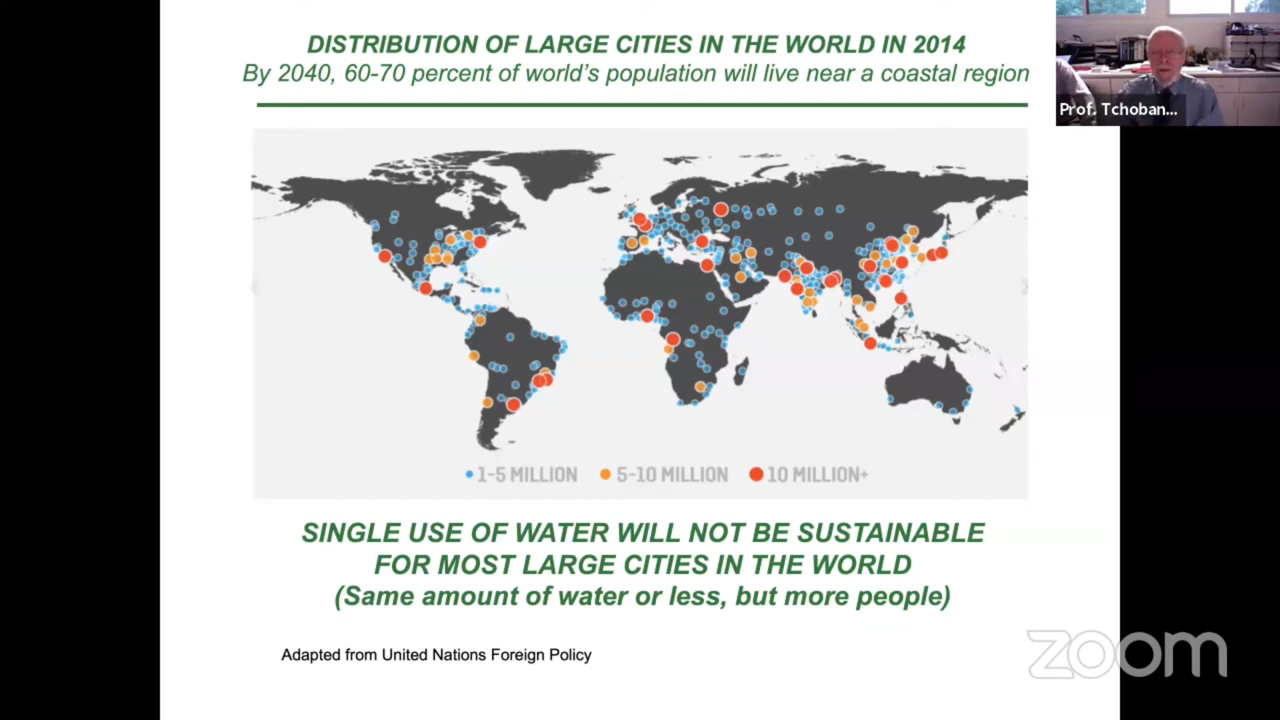 DISTRIBUTION OF LARGE CITIES IN THE WORLD IN 2014
By 2040, 60-70 percent of world's population will live near a coastal region
Prof. Tchoban...
1-5 MILLION
5-10 MILLION
10 MILLION+
SINGLE USE OF WATER WILL NOT BE SUSTAINABLE
FOR MOST LARGE CITIES IN THE WORLD
(Same amount of water or less, but more people)
Adapted from United Nations Foreign Policy
zoom